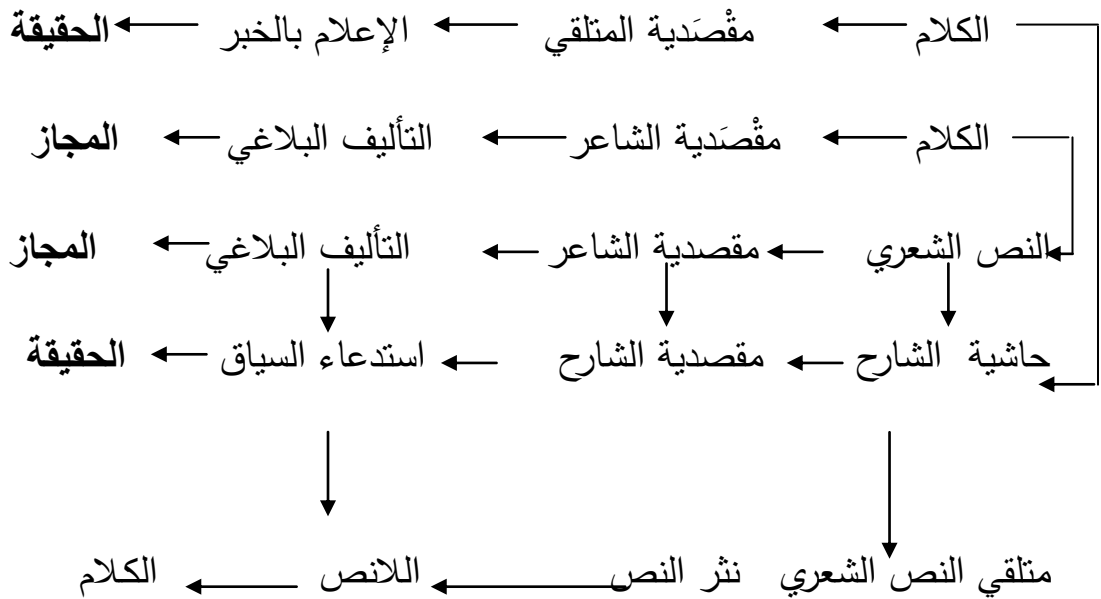 الكلام مقْصَدية المتلقي الإعلام بالخبر الحقيقة
الكلام مقْصَدية الشاعر التأليف البلاغي المجاز
النص الشعري مقصدية الشاعر التأليف البلاغي المجاز
حاشية الشارح مقصدية الشارح استدعاء السياق الحقيقة
متلقي النص الشعري نثر النص اللانص الكلام